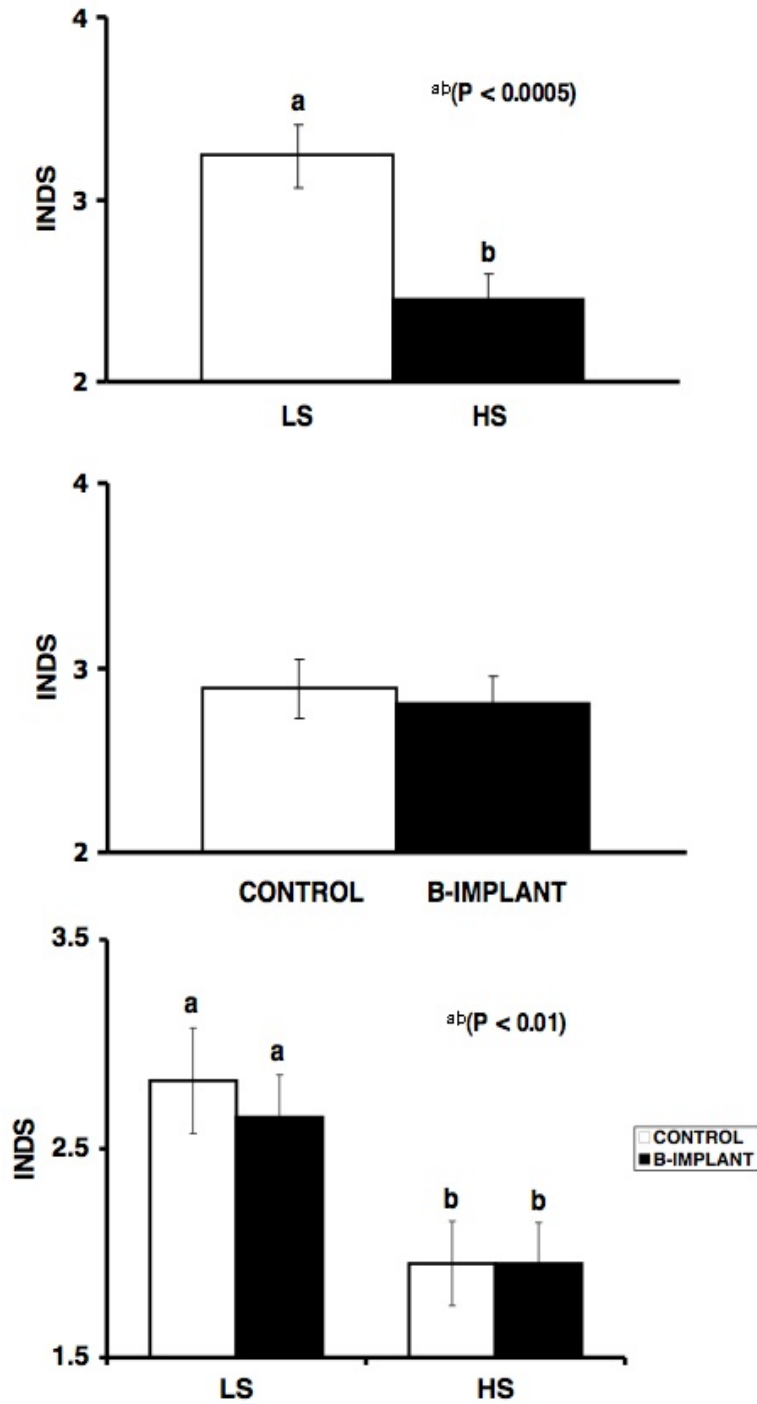 4
ab(P < 0.0005)
a
3
INDS
b
2
LS HS
4
3
INDS
2
CONTROL B-IMPLANT
3.5
a
ab(P < 0.01)
a
INDS
2.5
CONTROL
B-IMPLANT
b b
1.5
LS HS